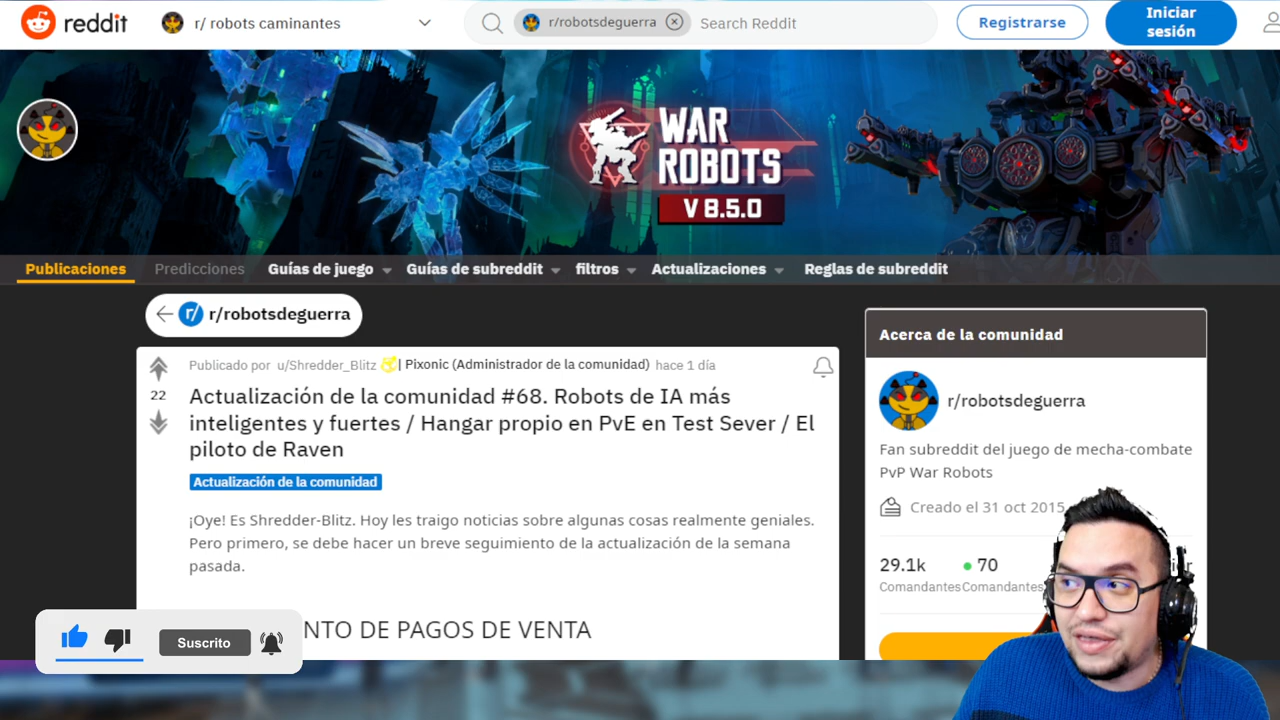 reddit
r/ robots caminantes
r/robotsdeguerra
Search Reddit
Registrarse
Iniciar
sesión
WAR
ROBOTS
V 8.5.0
Publicaciones
Predicciones
Guías de juego
Guías de subreddit
filtros
Actualizaciones
Reglas de subreddit
r/ r/robotsdeguerra
Publicado por u/Shredder_Blitz | Pixonic (Administrador de la comunidad) hace 1 día
22
Actualización de la comunidad #68. Robots de IA más
inteligentes y fuertes / Hangar propio en PvE en Test Sever / El
piloto de Raven
Actualización de la comunidad
¡Oye! Es Shredder-Blitz. Hoy les traigo noticias sobre algunas cosas realmente geniales.
Pero primero, se debe hacer un breve seguimiento de la actualización de la semana
pasada.
NTO DE PAGOS DE VENTA
Acerca de la comunidad
r/robotsdeguerra
Fan subreddit del juego de mecha-combate
PvP War Robots
Creado el 31 oct 2015
29.1k
70
Comandantes
Comandantes
Suscrito